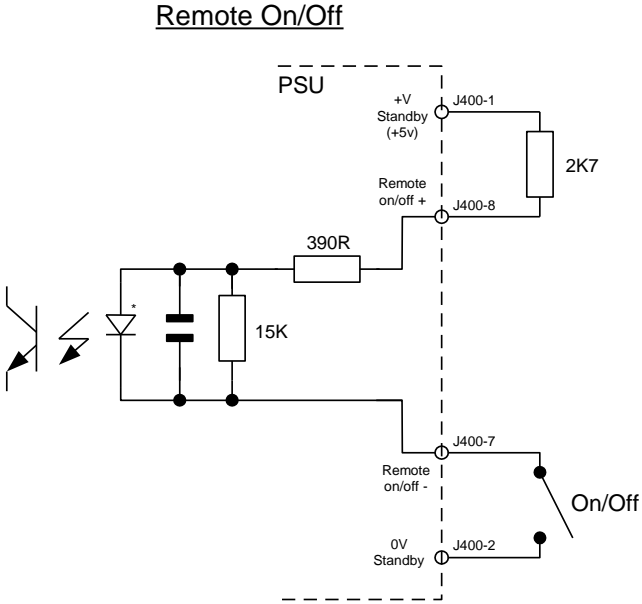 Remote On/Off
PSU
+V
Standby
(+5v)
J400-1
2K7
Remote
on/off +
J400-8
390R
*
15K
J400-7
Remote
on/off -
On/Off
0V
Standby
J400-2